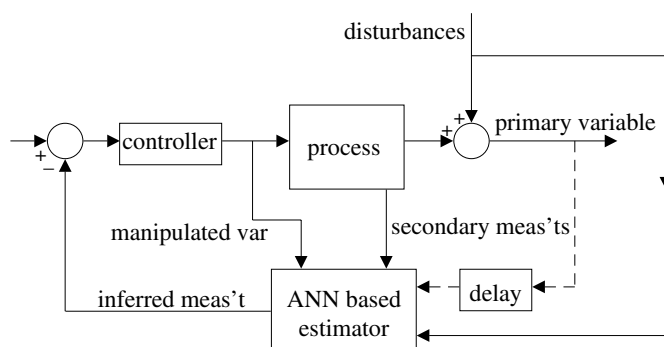 disturbances
+
+
primary variable
+
−
controller
process
manipulated var
secondary meas'ts
inferred meas't
ANN based
estimator
delay